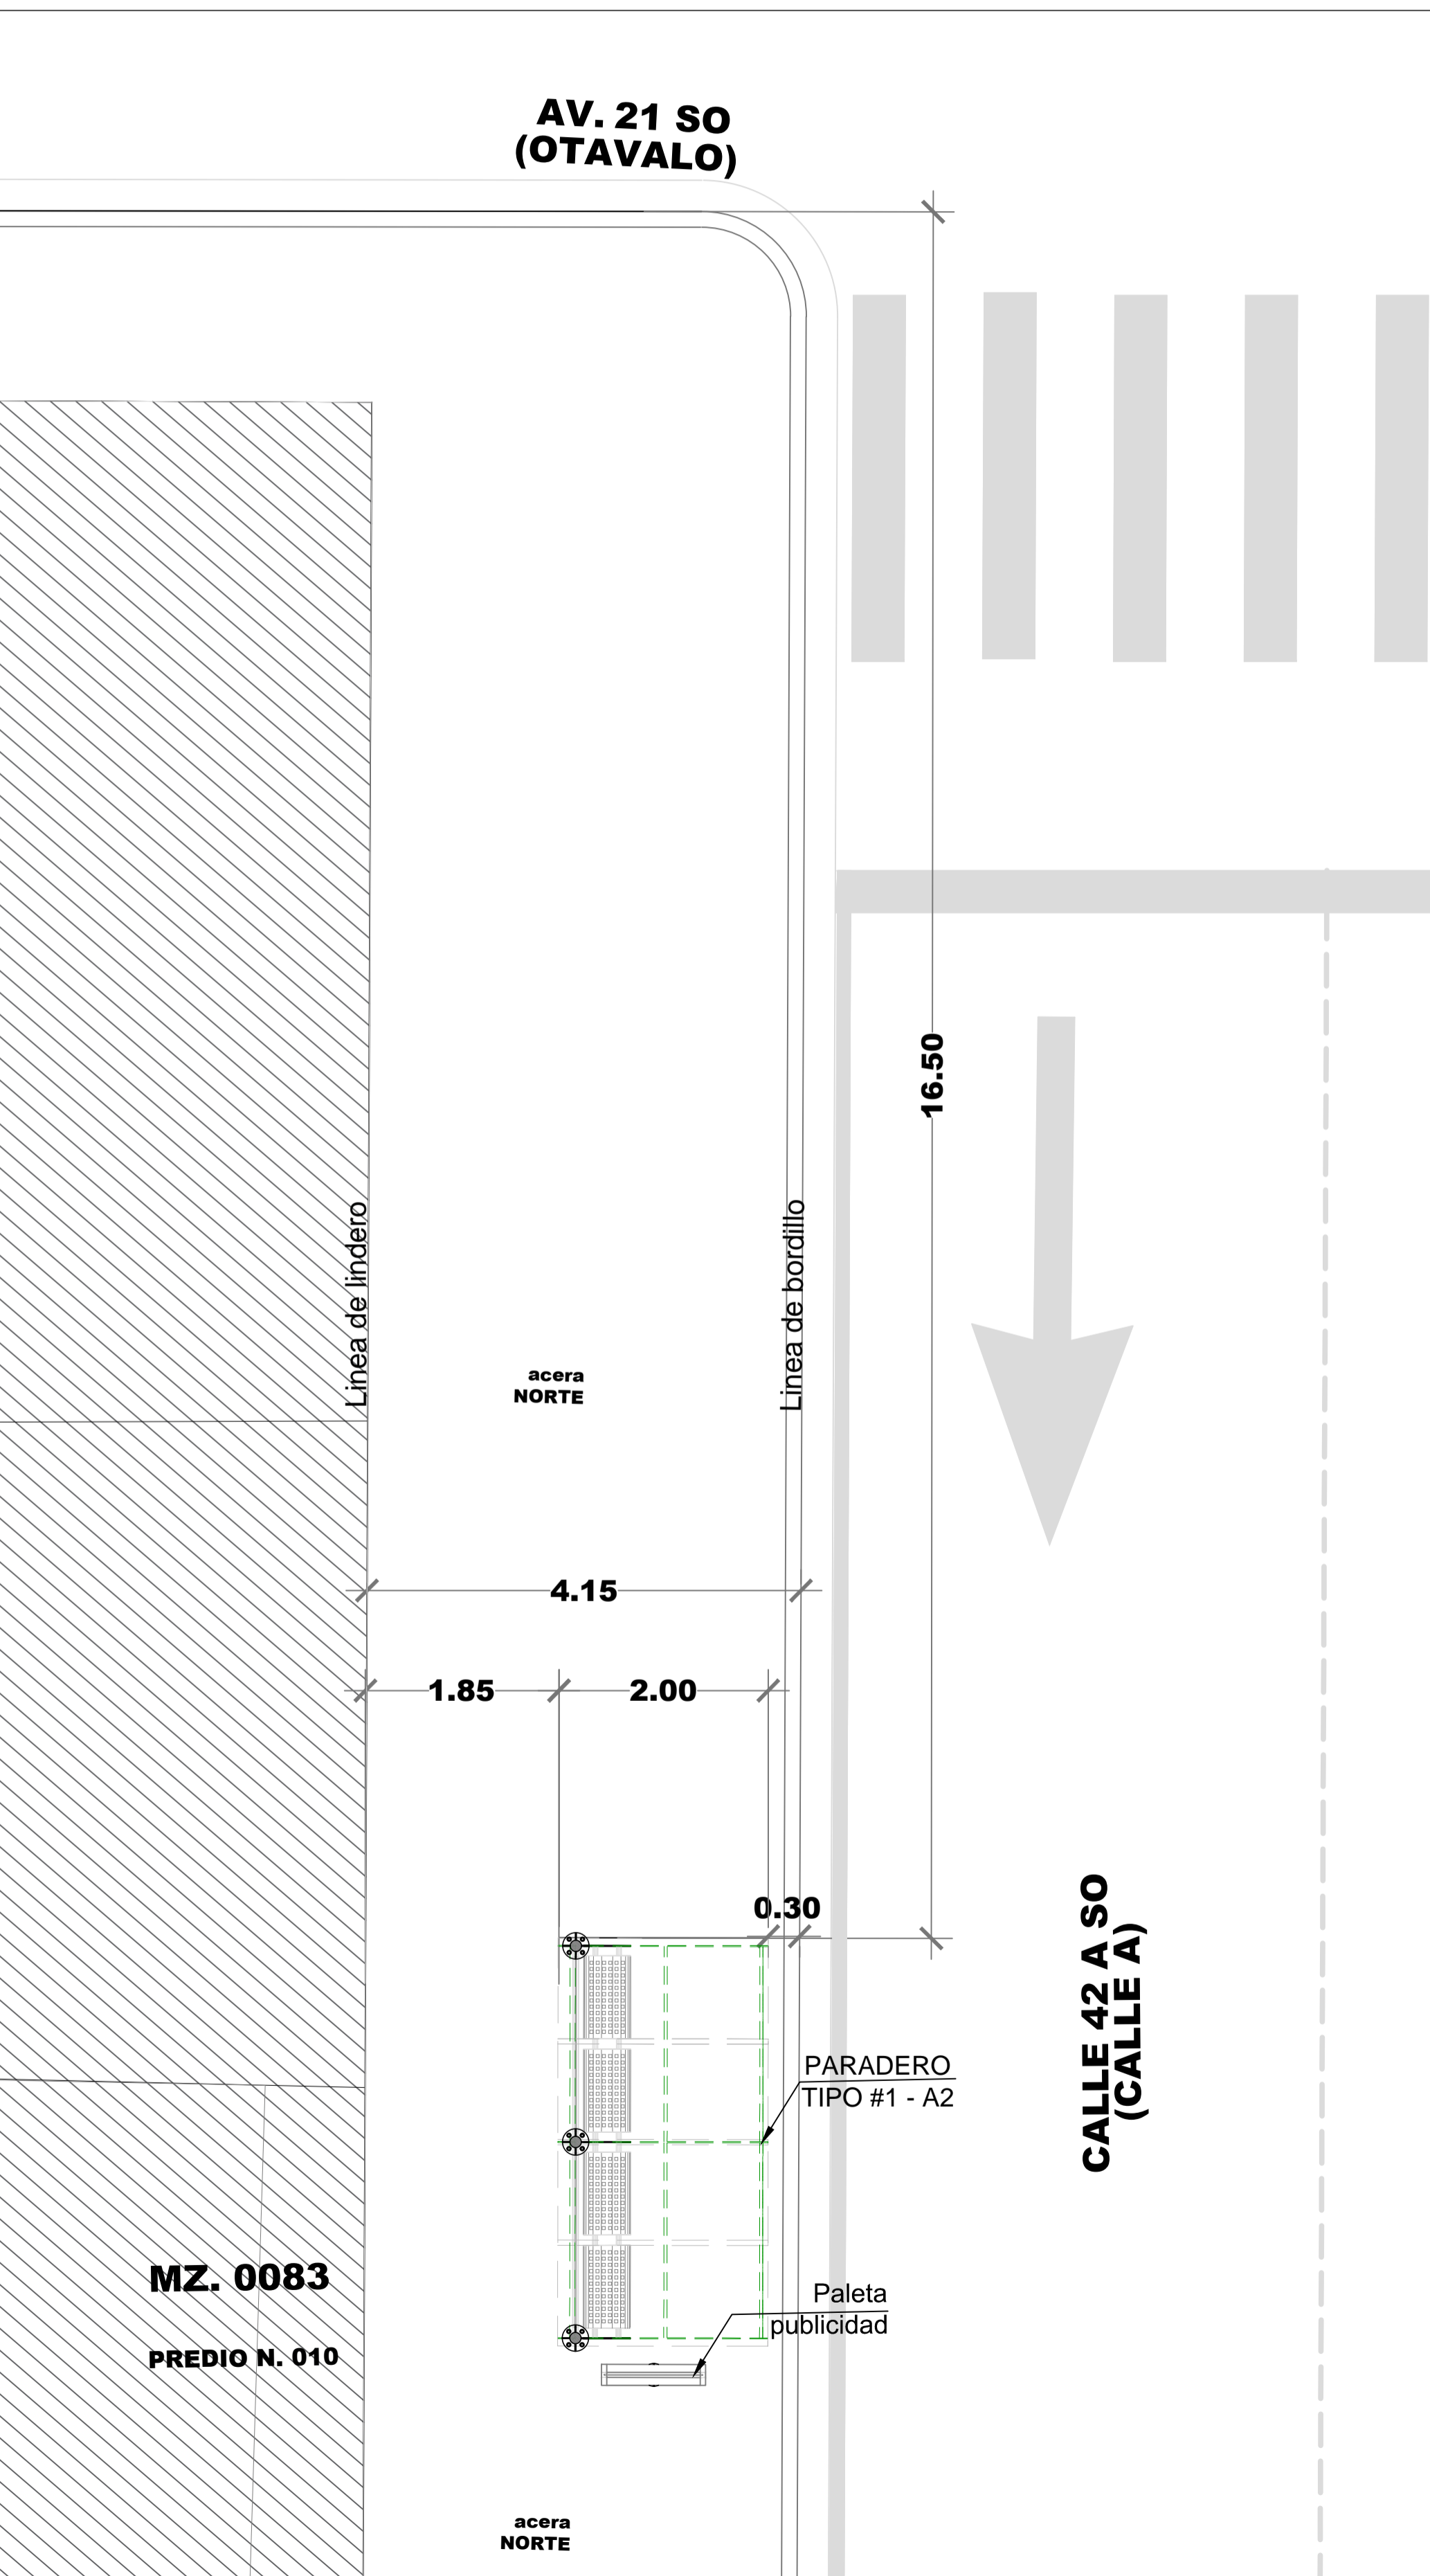 AV. 21 SO
(OTAVALO)
16.50
Linea de lindero
Linea de bordillo
acera
NORTE
4.15
1.85
2.00
0.30
CALLE 42 A SO
(CALLE A)
PARADERO
TIPO #1 - A2
MZ. 0083
Paleta
publicidad
PREDIO N. 010
acera
NORTE